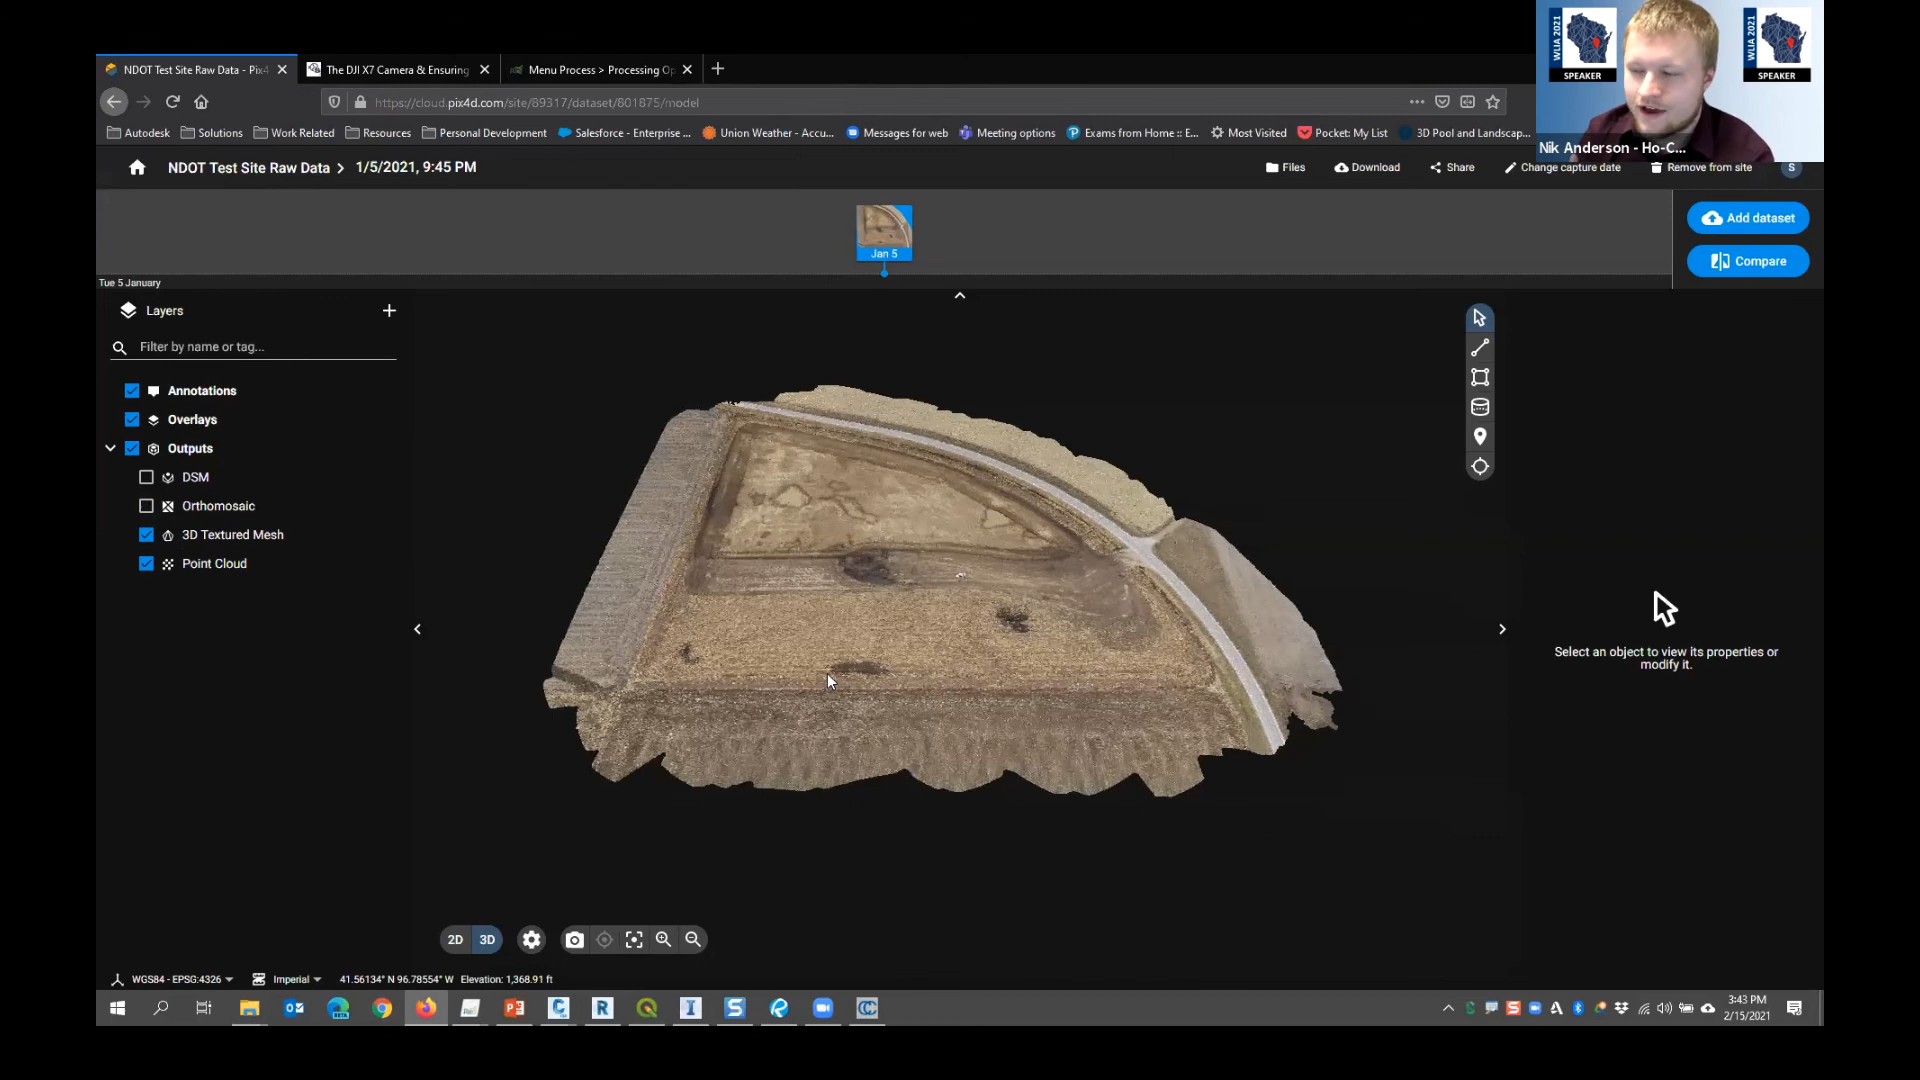 NDOT Test Site Raw Data - Pix4
The DJI X7 Camera & Ensuring
Menu Process > Processing Op
https://cloud.pix4d.com/site/89317/dataset/801875/model
Autodesk
Solutions
Work Related
Resources
Personal Development
Salesforce - Enterprise ...
Union Weather - Accu...
Messages for web
Meeting options
Exams from Home :: E...
Most Visited
Pocket: My List
3D Pool and Landscap...
WLIA 2021
SPEAKER
WLIA 2021
SPEAKER
Nik Anderson - Ho-C...
NDOT Test Site Raw Data > 1/5/2021, 9:45 PM
Files
Download
Share
Change capture date
Remove from site
S
Jan 5
Add dataset
Compare
Tue 5 January
Layers
Filter by name or tag...
Annotations
Overlays
Outputs
DSM
Orthomosaic
3D Textured Mesh
Point Cloud
Select an object to view its properties or
modify it.
2D
3D
WGS84 - EPSG:4326
Imperial
41.56134° N 96.78554° W
Elevation: 1,368.91 ft
3:43 PM
2/15/2021